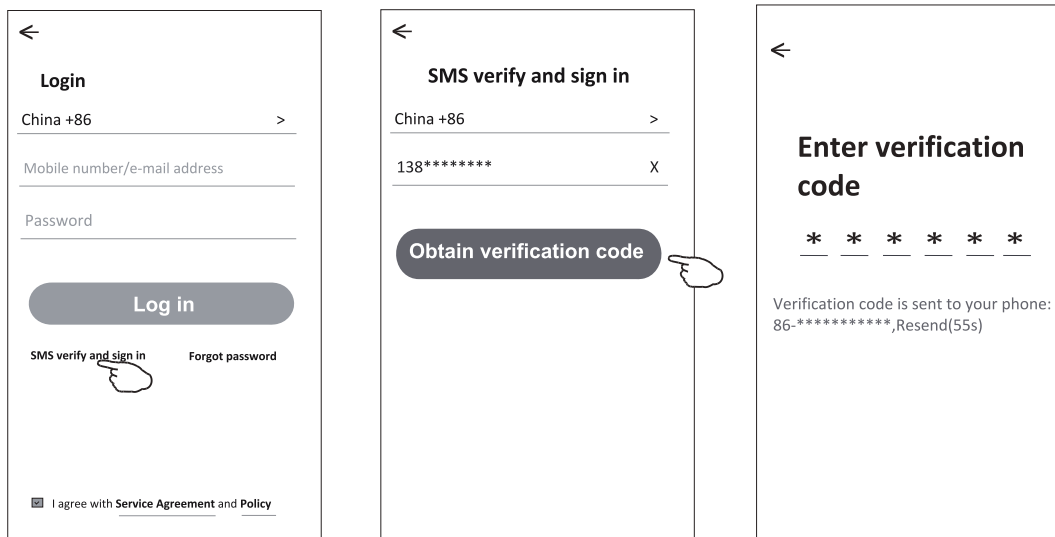 Login
China +86 >
Mobile number/e-mail address
Password
Log in
SMS verify and sign in Forgot password
I agree with Service Agreement and Policy
SMS verify and sign in
China +86 >
138******** X
Obtain verification code
Enter verification
code
* * * * * *
Verification code is sent to your phone:
86-***********,Resend(55s)